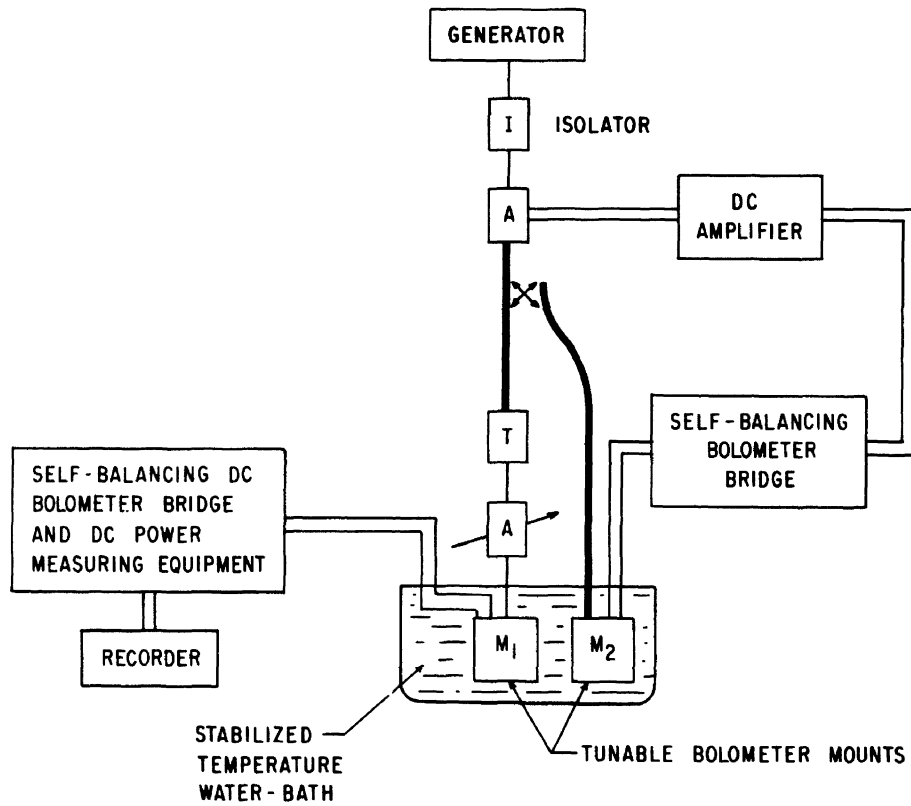 GENERATOR
I
ISOLATOR
A
DC
AMPLIFIER
T
SELF-BALANCING
BOLOMETER
BRIDGE
SELF-BALANCING DC
BOLOMETER BRIDGE
AND DC POWER
MEASURING EQUIPMENT
A
RECORDER
M1
M2
STABILIZED
TEMPERATURE
WATER-BATH
TUNABLE BOLOMETER MOUNTS